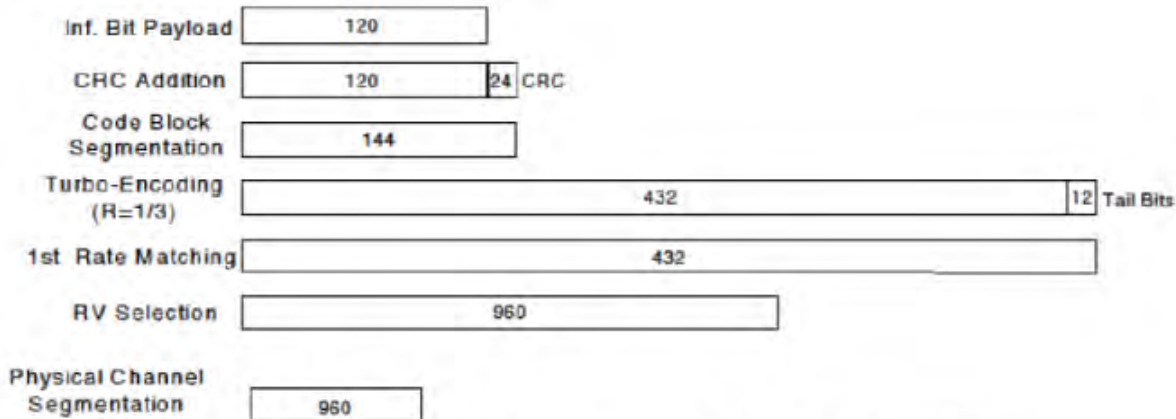 Inf. Bit Payload 120
CRC Addition 120 24 CRC
Code Block
Segmentation 144
Turbo-Encoding
(R=1/3) 432 12 Tail Bits
1st Rate Matching 432
RV Selection 960
Physical Channel
Segmentation 960